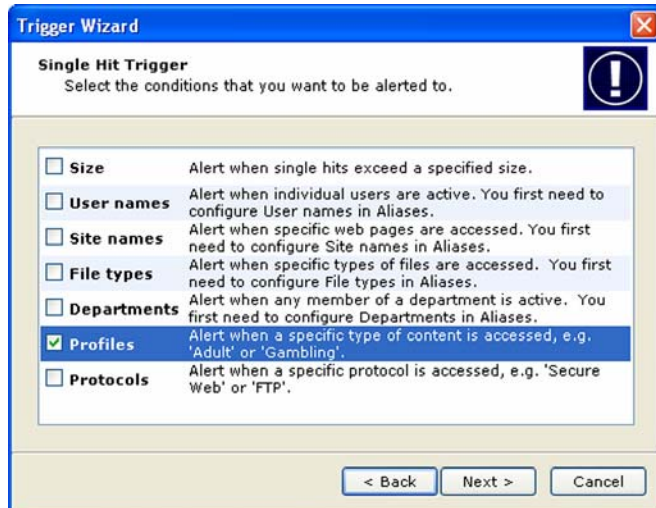 Trigger Wizard
Single Hit Trigger
Select the conditions that you want to be alerted to.
Size Alert when single hits exceed a specified size.
User names Alert when individual users are active. You first need to
configure User names in Aliases.
Site names Alert when specific web pages are accessed. You first
need to configure Site names in Aliases.
File types Alert when specific types of files are accessed. You first
need to configure File types in Aliases.
Departments Alert when any member of a department is active. You
first need to configure Departments in Aliases.
Profiles Alert when a specific type of content is accessed, e.g.
'Adult' or 'Gambling'.
Protocols Alert when a specific protocol is accessed, e.g. 'Secure
Web' or 'FTP'.
< Back Next > Cancel